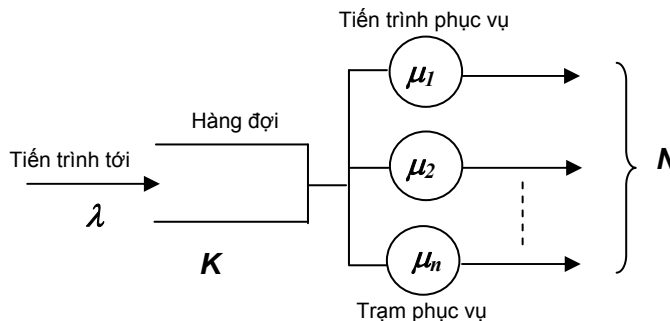 Tiến trình phục vụ
μ1
Hàng đợi
Tiến trình tới
λ
K
μ2
N
μn
Trạm phục vụ